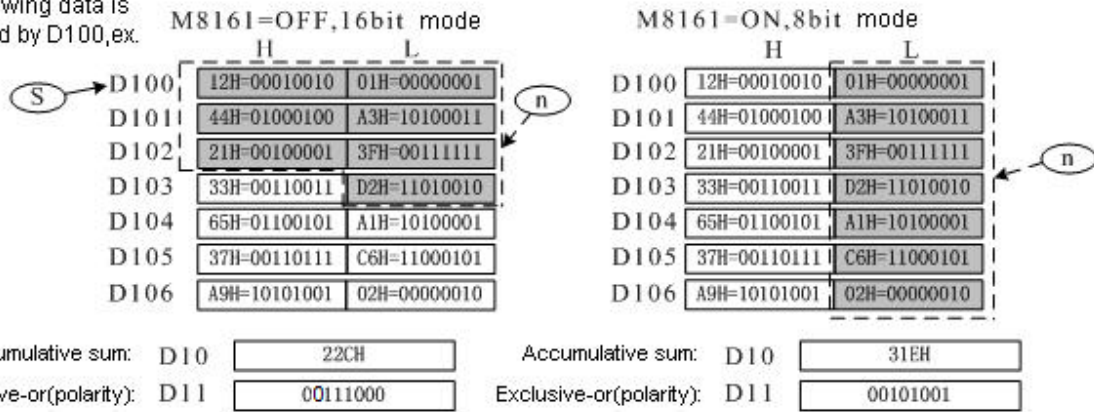 wing data is
d by D100,ex.
M8161=OFF,16bit mode
H L
S
D100 12H=00010010 01H=00000001
D101 44H=01000100 A3H=10100011
D102 21H=00100001 3FH=00111111
D103 33H=00110011 D2H=11010010
D104 65H=01100101 A1H=10100001
D105 37H=00110111 C6H=11000101
D106 A9H=10101001 02H=00000010
n
M8161=ON,8bit mode
H L
D100 12H=00010010 01H=00000001
D101 44H=01000100 A3H=10100011
D102 21H=00100001 3FH=00111111
D103 33H=00110011 D2H=11010010
D104 65H=01100101 A1H=10100001
D105 37H=00110111 C6H=11000101
D106 A9H=10101001 02H=00000010
n
umulative sum: D10 22CH
ve-or(polarity): D11 00111000
Accumulative sum: D10 31EH
Exclusive-or(polarity): D11 00101001